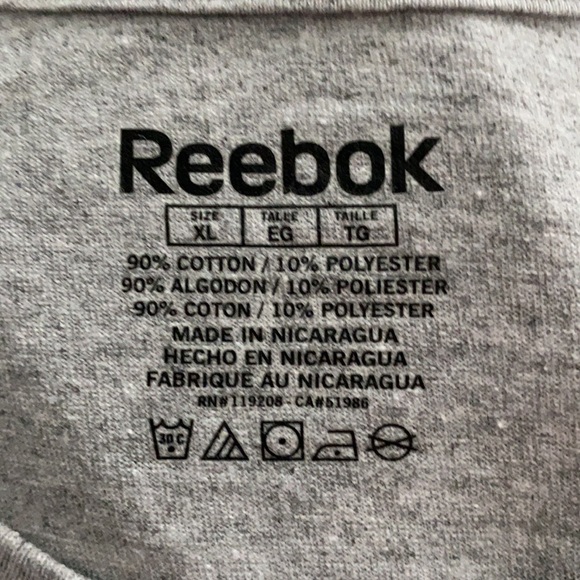 Reebok
SIZE TALLE TAILLE
XL EG TG
90% COTTON / 10% POLYESTER
90% ALGODON / 10% POLIESTER
90% COTON / 10% POLYESTER
MADE IN NICARAGUA
HECHO EN NICARAGUA
FABRIQUE AU NICARAGUA
RN# 119208 - CA#51986
30 C